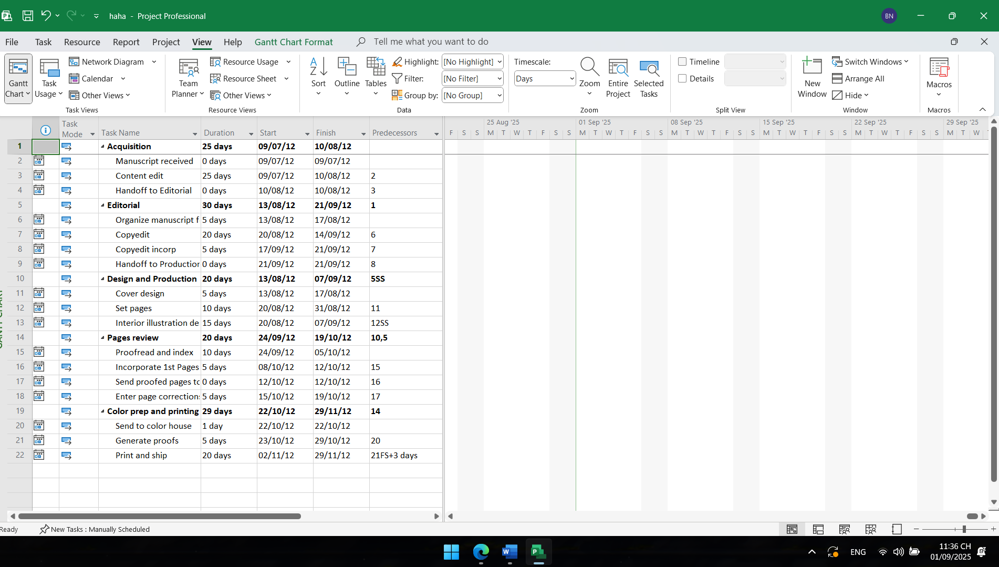 haha - Project Professional
BN
File Task Resource Report Project View Help Gantt Chart Format Tell me what you want to do
Gantt Chart
Task Usage
Network Diagram
Calendar
Other Views
Task Views
Team Planner
Resource Usage
Resource Sheet
Other Views
Resource Views
Sort
Outline
Tables
Highlight: [No Highlight]
Filter: [No Filter]
Group by: [No Group]
Data
Timescale:
Days
Zoom
Entire Project
Selected Tasks
Zoom
Timeline
Details
Split View
New Window
Switch Windows
Arrange All
Hide
Window
Macros
Macros
Task Mode Task Name Duration Start Finish Predecessors
25 Aug '25 01 Sep '25 08 Sep '25 15 Sep '25 22 Sep '25 29 Sep '25
F S S M T W T F S S M T W T F S S M T W T F S S M T W T F S S M T W T F S S M T W
1 Acquisition 25 days 09/07/12 10/08/12
2 Manuscript received 0 days 09/07/12 09/07/12
3 Content edit 25 days 09/07/12 10/08/12 2
4 Handoff to Editorial 0 days 10/08/12 10/08/12 3
5 Editorial 30 days 13/08/12 21/09/12 1
6 Organize manuscript f 5 days 13/08/12 17/08/12
7 Copyedit 20 days 20/08/12 14/09/12 6
8 Copyedit incorp 5 days 17/09/12 21/09/12 7
9 Handoff to Production 0 days 21/09/12 21/09/12 8
10 Design and Production 20 days 13/08/12 07/09/12 5SS
11 Cover design 5 days 13/08/12 17/08/12
12 Set pages 10 days 20/08/12 31/08/12 11
13 Interior illustration de 15 days 20/08/12 07/09/12 12SS
14 Pages review 20 days 24/09/12 19/10/12 10,5
15 Proofread and index 10 days 24/09/12 05/10/12
16 Incorporate 1st Pages 5 days 08/10/12 12/10/12 15
17 Send proofed pages to 0 days 12/10/12 12/10/12 16
18 Enter page corrections 5 days 15/10/12 19/10/12 17
19 Color prep and printing 29 days 22/10/12 29/11/12 14
20 Send to color house 1 day 22/10/12 22/10/12
21 Generate proofs 5 days 23/10/12 29/10/12 20
22 Print and ship 20 days 02/11/12 29/11/12 21FS+3 days
Ready New Tasks : Manually Scheduled
ENG
11:36 CH
01/09/2025